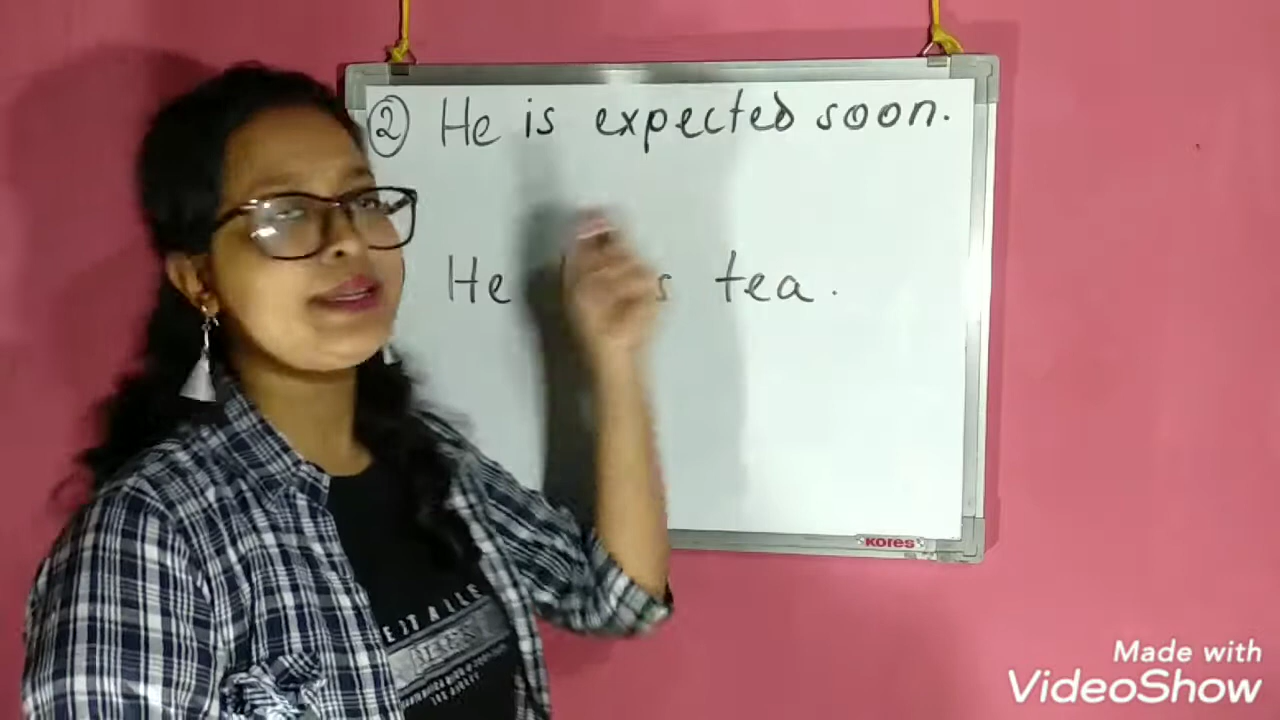 ② He is expected soon.
He tea.
KORES
Made with
VideoShow